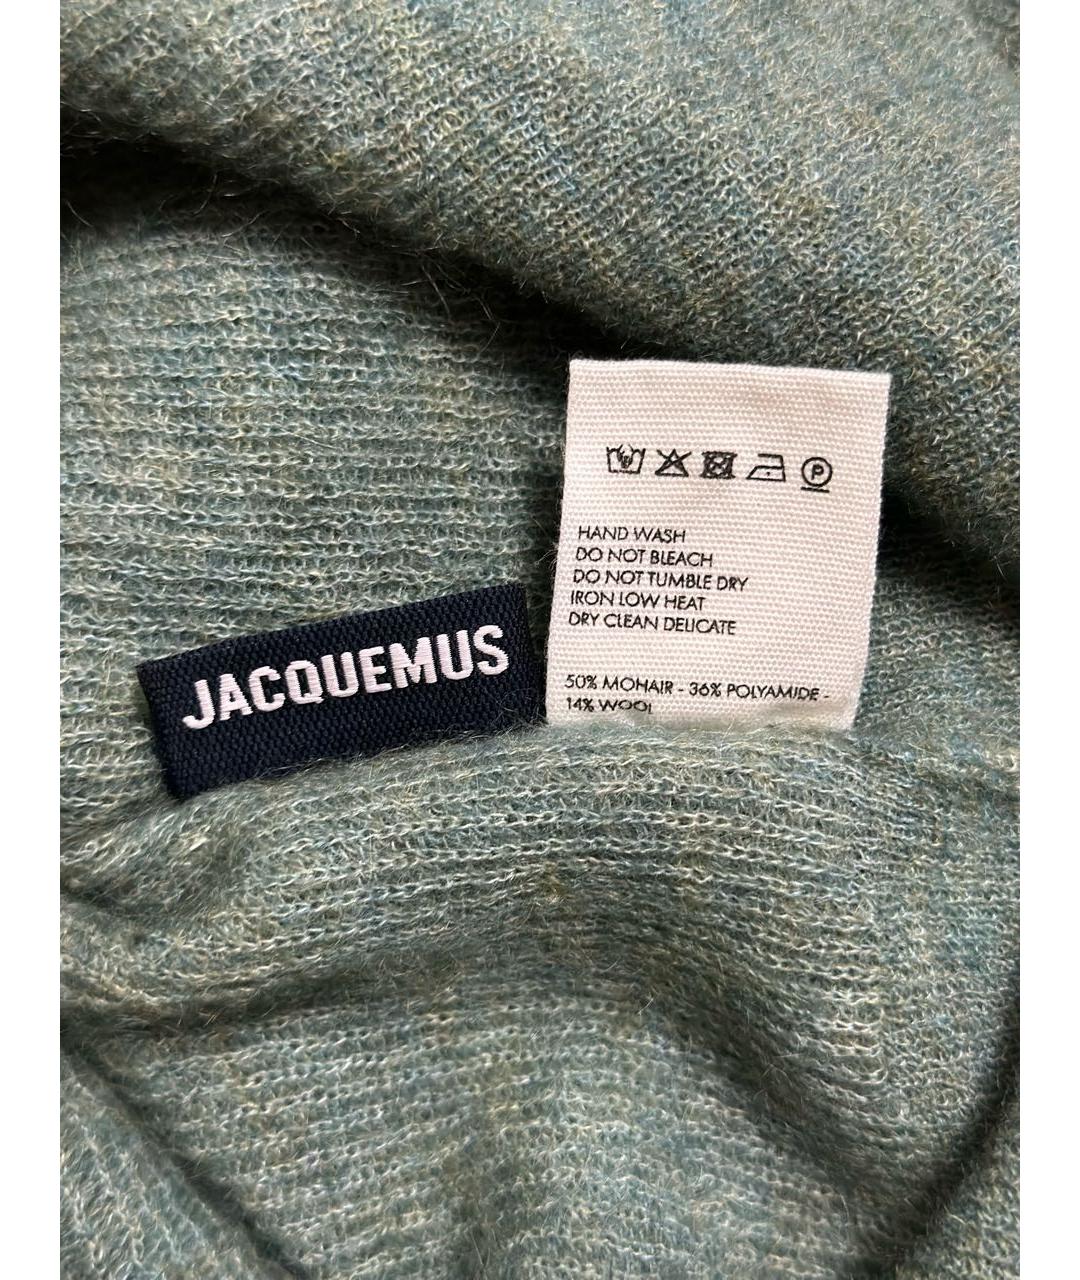 P
HAND WASH
DO NOT BLEACH
DO NOT TUMBLE DRY
IRON LOW HEAT
DRY CLEAN DELICATE
50% MOHAIR - 36% POLYAMIDE -
14% WOOL
JACQUEMUS